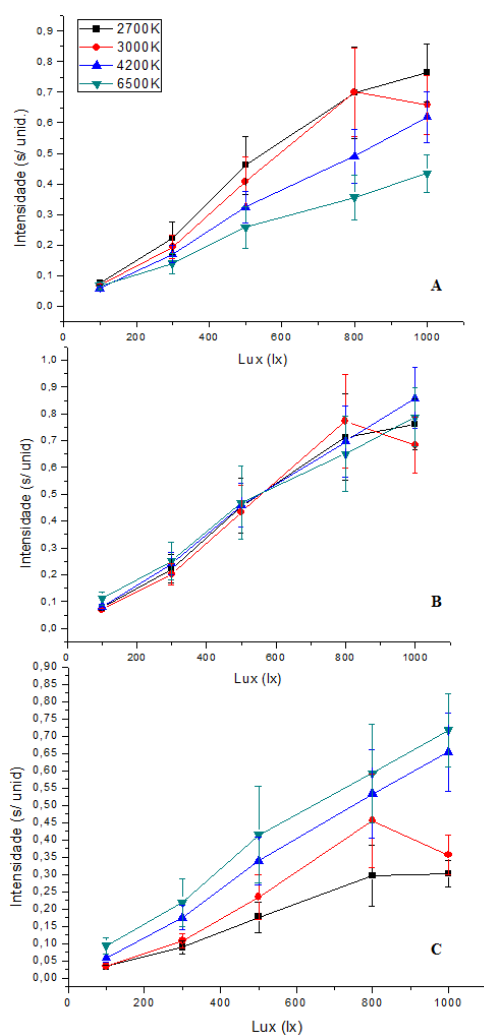 2700K
3000K
4200K
6500K
0,9
0,8
0,7
0,6
0,5
0,4
0,3
0,2
0,1
0,0
Intensidade (s/ unid.)
A
0 200 400 600 800 1000
Lux (lx)
1,0
0,9
0,8
0,7
0,6
0,5
0,4
0,3
0,2
0,1
0,0
Intensidade (s/ unid)
B
0 200 400 600 800 1000
Lux (lx)
0,90
0,85
0,80
0,75
0,70
0,65
0,60
0,55
0,50
0,45
0,40
0,35
0,30
0,25
0,20
0,15
0,10
0,05
0,00
Intensidade (s/ unid)
C
0 200 400 600 800 1000
Lux (lx)